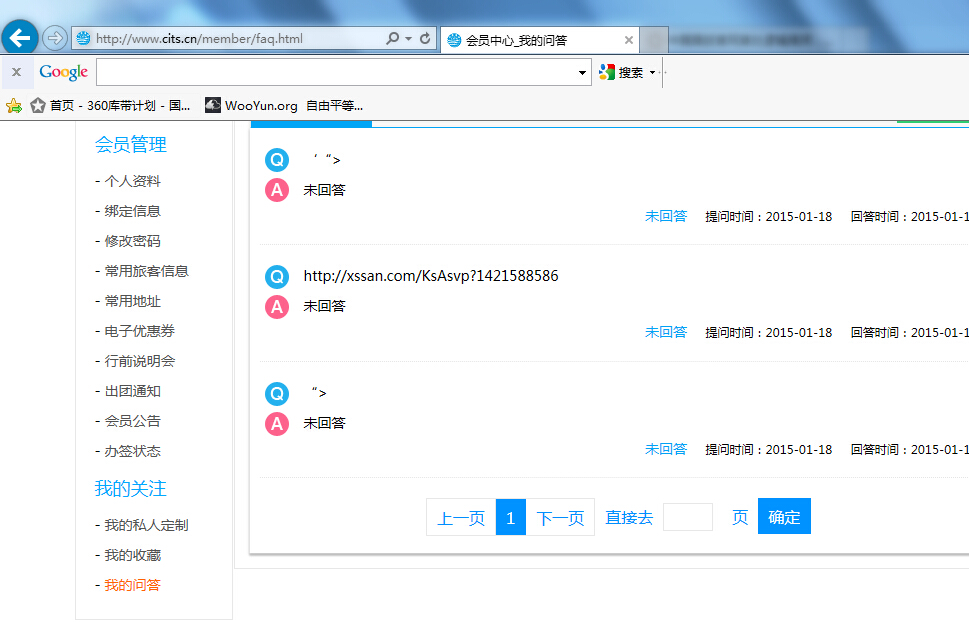 http://www.cits.cn/member/faq.html
会员中心_我的问答
x Google 搜索
首页 - 360库带计划 - 国... WooYun.org 自由平等...
会员管理
- 个人资料
- 绑定信息
- 修改密码
- 常用旅客信息
- 常用地址
- 电子优惠券
- 行前说明会
- 出团通知
- 会员公告
- 办签状态
我的关注
- 我的私人定制
- 我的收藏
- 我的问答
Q ‘ “>
A 未回答
未回答 提问时间：2015-01-18 回答时间：2015-01-1
Q http://xssan.com/KsAsvp?1421588586
A 未回答
未回答 提问时间：2015-01-18 回答时间：2015-01-1
Q “>
A 未回答
未回答 提问时间：2015-01-18 回答时间：2015-01-1
上一页 1 下一页 直接去 页 确定